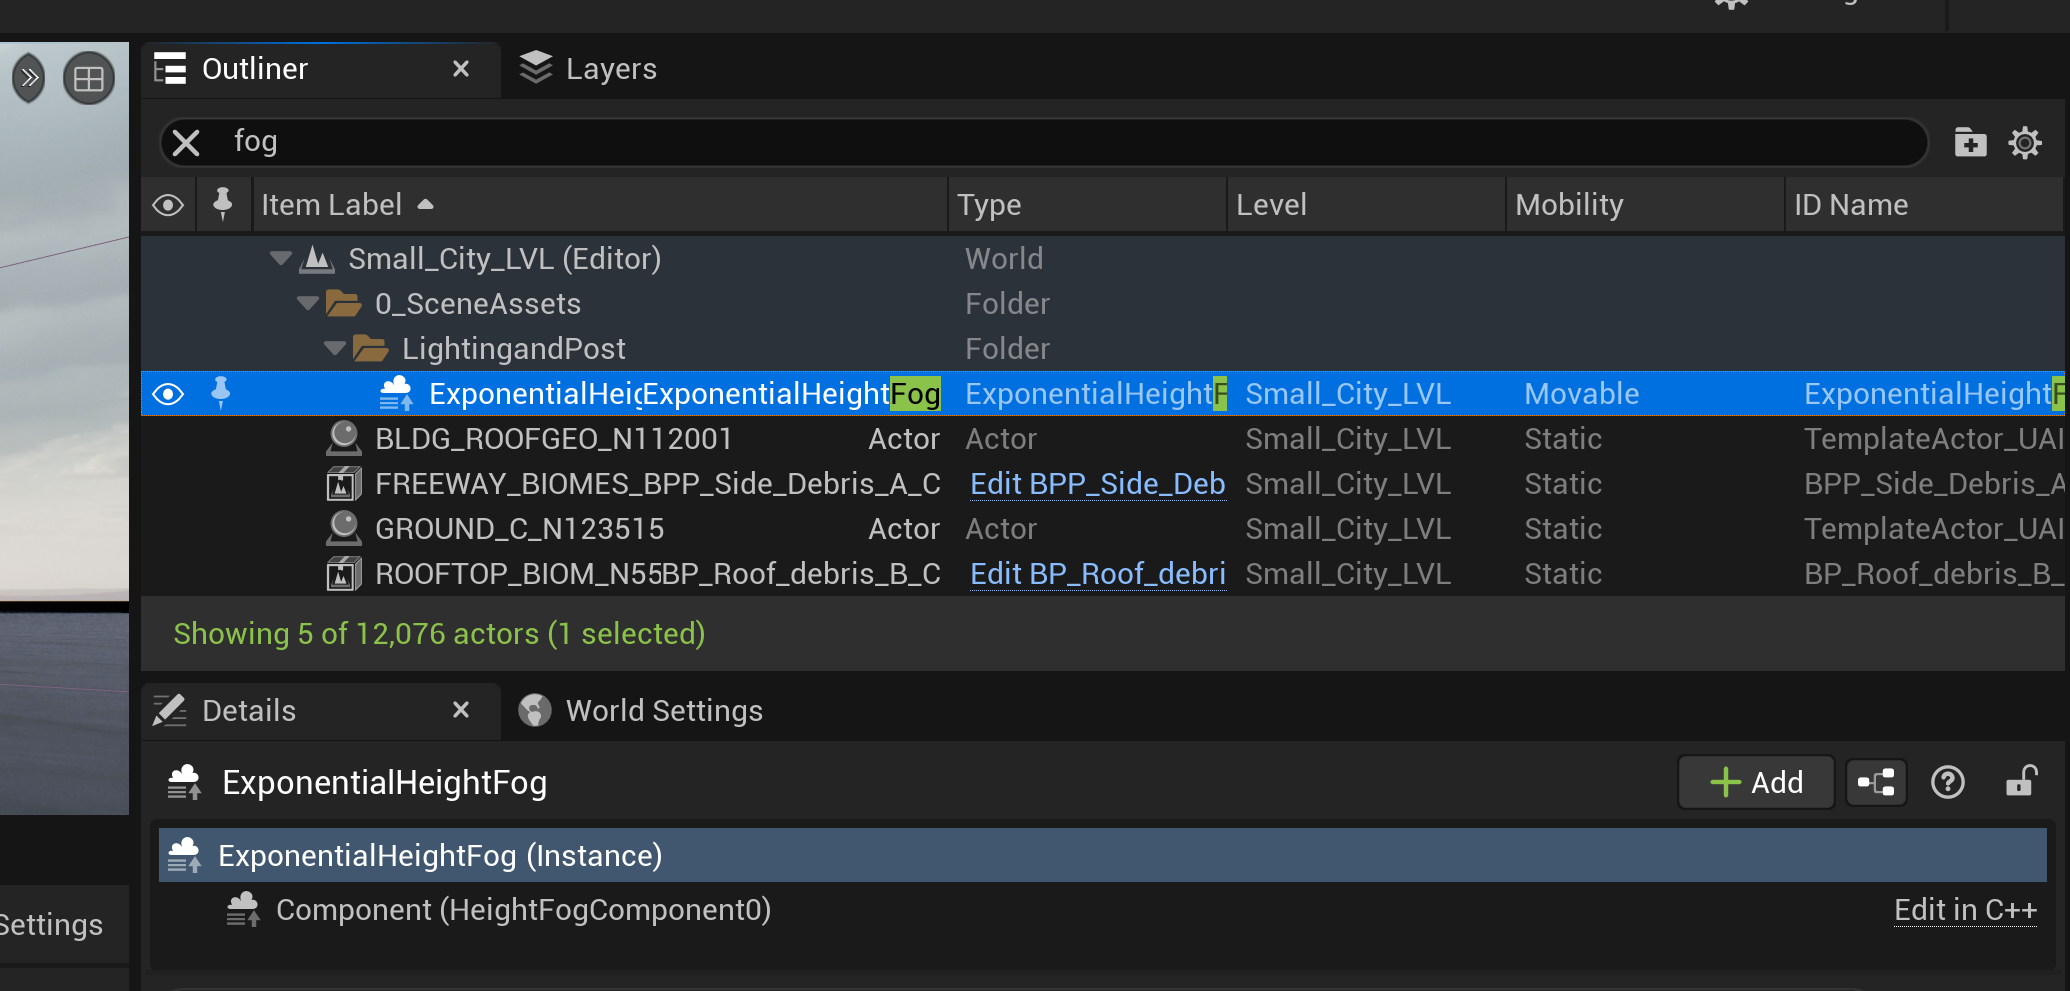 Outliner
Layers
fog
Item Label Type Level Mobility ID Name
Small_City_LVL (Editor) World
0_SceneAssets Folder
LightingandPost Folder
ExponentialHeig ExponentialHeightFog ExponentialHeightF Small_City_LVL Movable ExponentialHeightF
BLDG_ROOFGEO_N112001 Actor Actor Small_City_LVL Static TemplateActor_UAI
FREEWAY_BIOMES_BPP_Side_Debris_A_C Edit BPP_Side_Deb Small_City_LVL Static BPP_Side_Debris_A
GROUND_C_N123515 Actor Actor Small_City_LVL Static TemplateActor_UAI
ROOFTOP_BIOM_N55BP_Roof_debris_B_C Edit BP_Roof_debri Small_City_LVL Static BP_Roof_debris_B_
Showing 5 of 12,076 actors (1 selected)
Details
World Settings
ExponentialHeightFog
Add
ExponentialHeightFog (Instance)
Component (HeightFogComponent0) Edit in C++
Settings